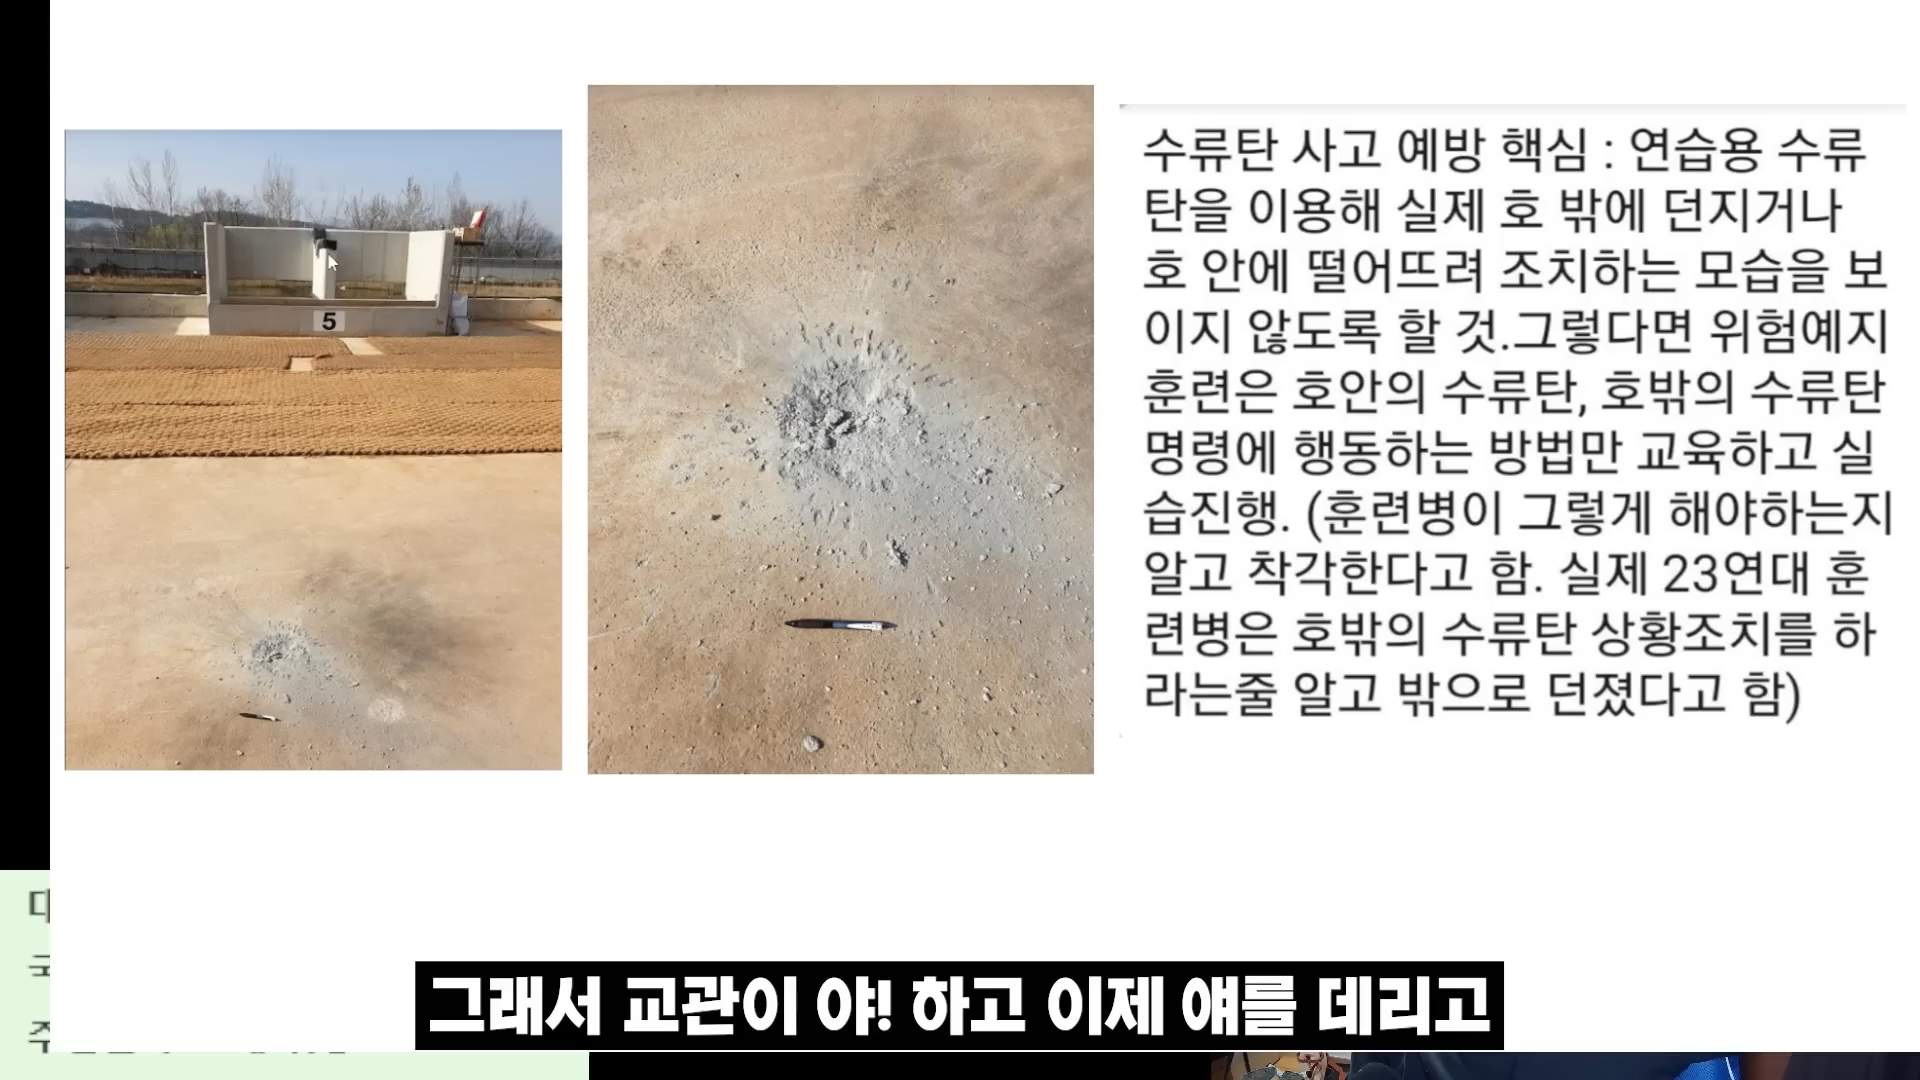 수류탄 사고 예방 핵심 : 연습용 수류
탄을 이용해 실제 호 밖에 던지거나
호 안에 떨어뜨려 조치하는 모습을 보
이지 않도록 할 것.그렇다면 위험예지
훈련은 호안의 수류탄, 호밖의 수류탄
명령에 행동하는 방법만 교육하고 실
습진행. (훈련병이 그렇게 해야하는지
알고 착각한다고 함. 실제 23연대 훈
련병은 호밖의 수류탄 상황조치를 하
라는줄 알고 밖으로 던졌다고 함)
5
그래서 교관이 야! 하고 이제 얘를 데리고